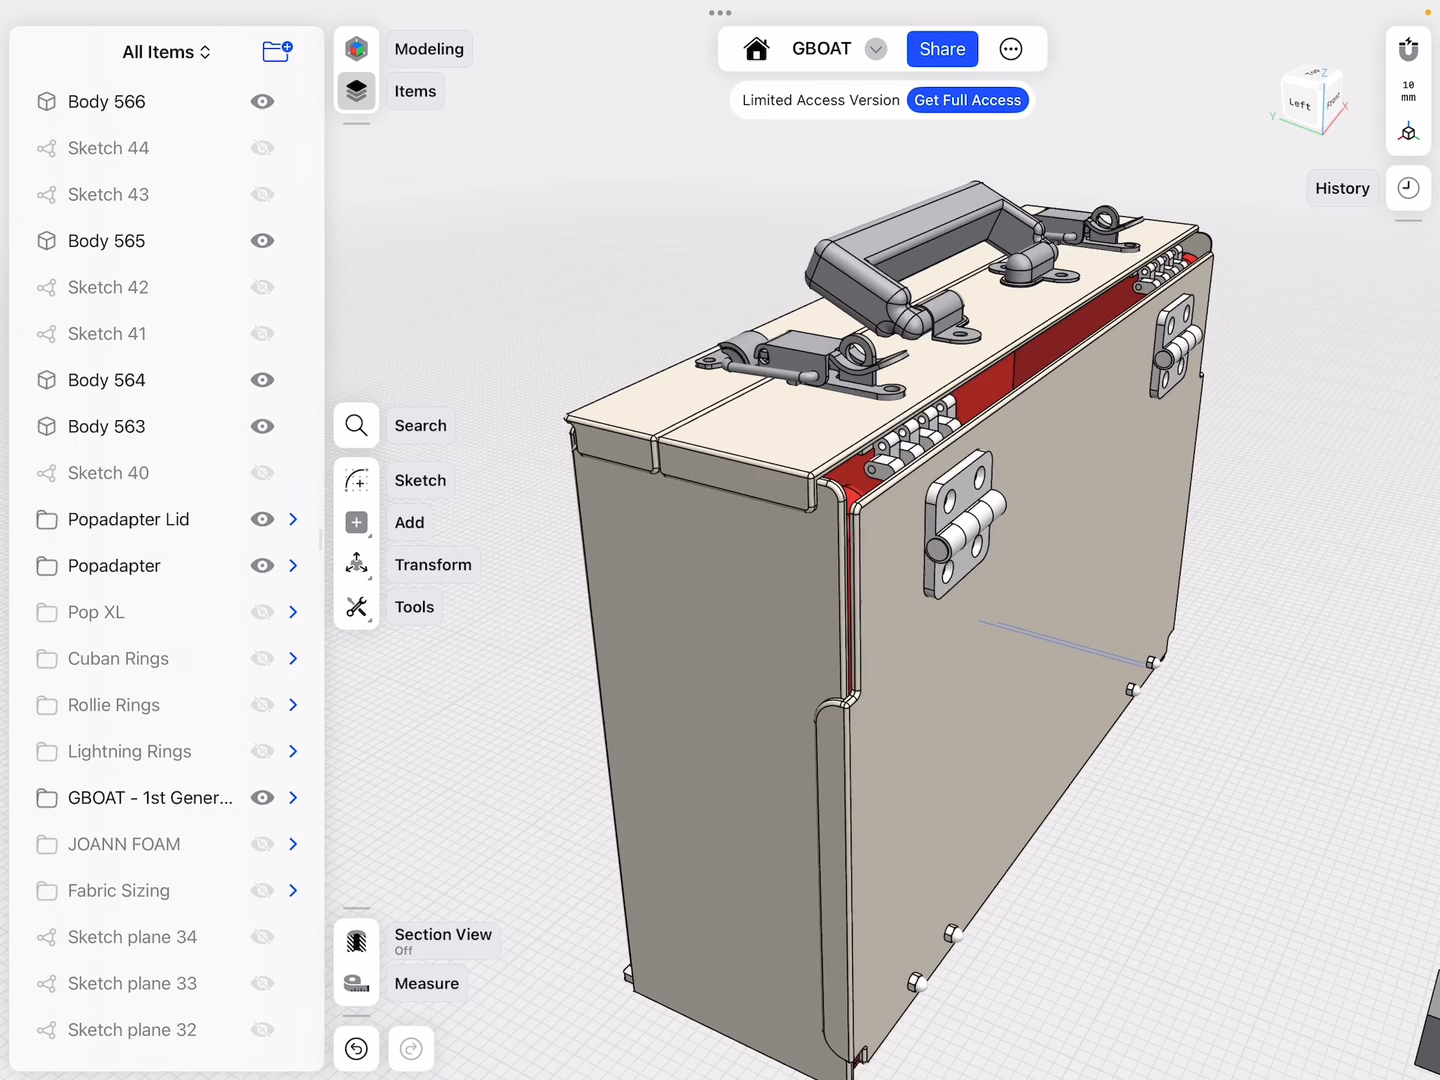 All Items
Body 566
Sketch 44
Sketch 43
Body 565
Sketch 42
Sketch 41
Body 564
Body 563
Sketch 40
Popadapter Lid
Popadapter
Pop XL
Cuban Rings
Rollie Rings
Lightning Rings
GBOAT - 1st Gener...
JOANN FOAM
Fabric Sizing
Sketch plane 34
Sketch plane 33
Sketch plane 32
Modeling
Items
Search
Sketch
Add
Transform
Tools
Section View
Off
Measure
GBOAT
Share
Limited Access Version
Get Full Access
Top
Left
Front
Z
X
Y
10
mm
History